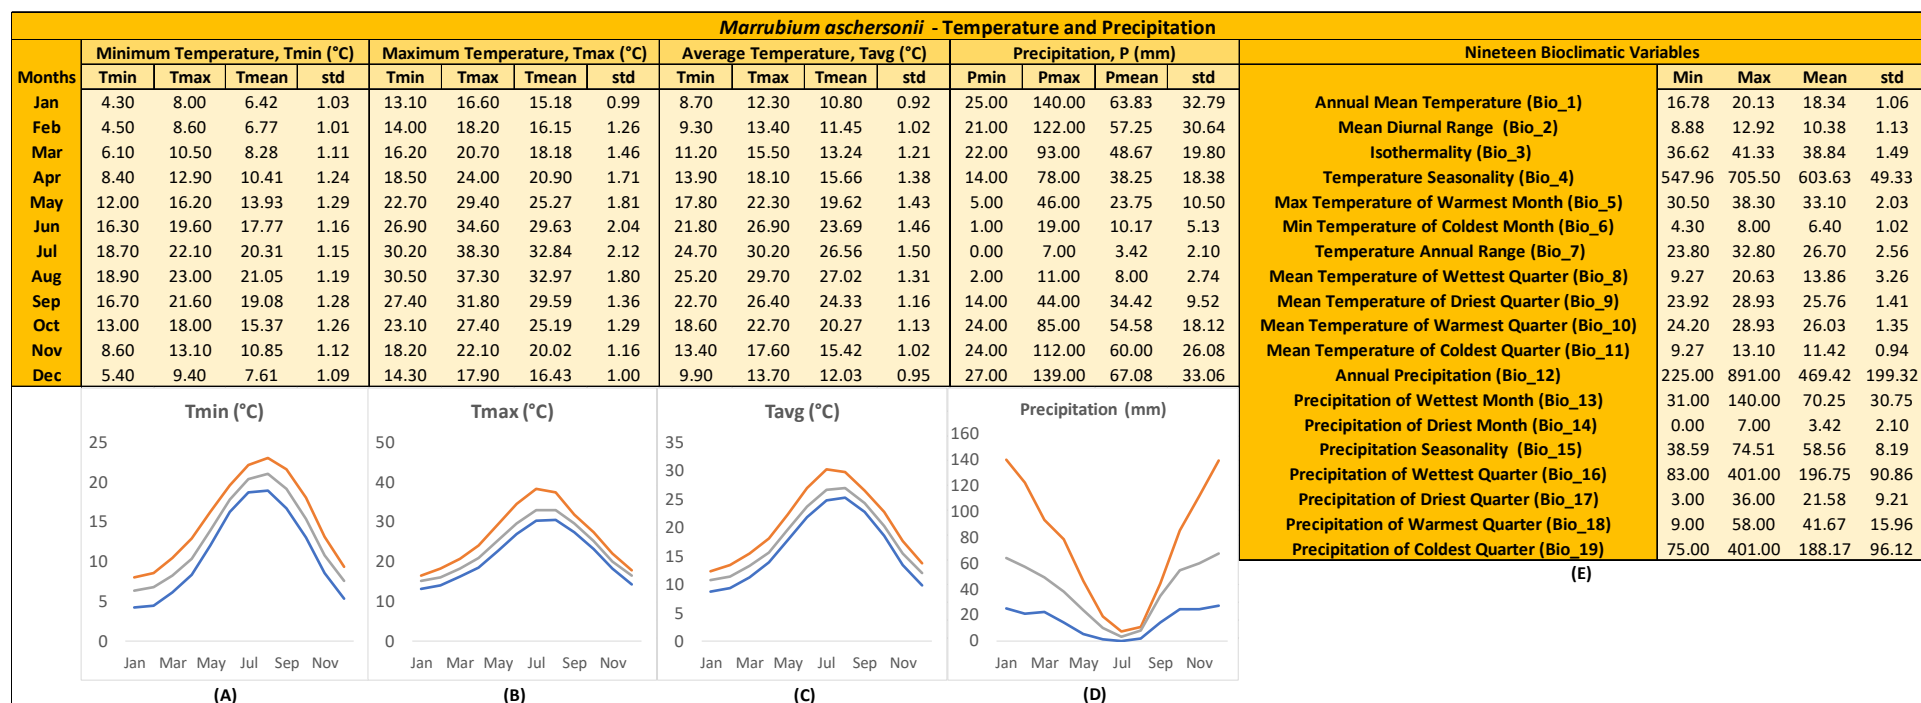 Marrubium aschersonii - Temperature and Precipitation
Minimum Temperature, Tmin (°C) Maximum Temperature, Tmax (°C) Average Temperature, Tavg (°C) Precipitation, P (mm) Nineteen Bioclimatic Variables
Months Tmin Tmax Tmean std Tmin Tmax Tmean std Tmin Tmax Tmean std Pmin Pmax Pmean std Min Max Mean std
Jan 4.30 8.00 6.42 1.03 13.10 16.60 15.18 0.99 8.70 12.30 10.80 0.92 25.00 140.00 63.83 32.79 Annual Mean Temperature (Bio_1) 16.78 20.13 18.34 1.06
Feb 4.50 8.60 6.77 1.01 14.00 18.20 16.15 1.26 9.30 13.40 11.45 1.02 21.00 122.00 57.25 30.64 Mean Diurnal Range (Bio_2) 8.88 12.92 10.38 1.13
Mar 6.10 10.50 8.28 1.11 16.20 20.70 18.18 1.46 11.20 15.50 13.24 1.21 22.00 93.00 48.67 19.80 Isothermality (Bio_3) 36.62 41.33 38.84 1.49
Apr 8.40 12.90 10.41 1.24 18.50 24.00 20.90 1.71 13.90 18.10 15.66 1.38 14.00 78.00 38.25 18.38 Temperature Seasonality (Bio_4) 547.96 705.50 603.63 49.33
May 12.00 16.20 13.93 1.29 22.70 29.40 25.27 1.81 17.80 22.30 19.62 1.43 5.00 46.00 23.75 10.50 Max Temperature of Warmest Month (Bio_5) 30.50 38.30 33.10 2.03
Jun 16.30 19.60 17.77 1.16 26.90 34.60 29.63 2.04 21.80 26.90 23.69 1.46 1.00 19.00 10.17 5.13 Min Temperature of Coldest Month (Bio_6) 4.30 8.00 6.40 1.02
Jul 18.70 22.10 20.31 1.15 30.20 38.30 32.84 2.12 24.70 30.20 26.56 1.50 0.00 7.00 3.42 2.10 Temperature Annual Range (Bio_7) 23.80 32.80 26.70 2.56
Aug 18.90 23.00 21.05 1.19 30.50 37.30 32.97 1.80 25.20 29.70 27.02 1.31 2.00 11.00 8.00 2.74 Mean Temperature of Wettest Quarter (Bio_8) 9.27 20.63 13.86 3.26
Sep 16.70 21.60 19.08 1.28 27.40 31.80 29.59 1.36 22.70 26.40 24.33 1.16 14.00 44.00 34.42 9.52 Mean Temperature of Driest Quarter (Bio_9) 23.92 28.93 25.76 1.41
Oct 13.00 18.00 15.37 1.26 23.10 27.40 25.19 1.29 18.60 22.70 20.27 1.13 24.00 85.00 54.58 18.12 Mean Temperature of Warmest Quarter (Bio_10) 24.20 28.93 26.03 1.35
Nov 8.60 13.10 10.85 1.12 18.20 22.10 20.02 1.16 13.40 17.60 15.42 1.02 24.00 112.00 60.00 26.08 Mean Temperature of Coldest Quarter (Bio_11) 9.27 13.10 11.42 0.94
Dec 5.40 9.40 7.61 1.09 14.30 17.90 16.43 1.00 9.90 13.70 12.03 0.95 27.00 139.00 67.08 33.06 Annual Precipitation (Bio_12) 225.00 891.00 469.42 199.32
Precipitation of Wettest Month (Bio_13) 31.00 140.00 70.25 30.75
Precipitation of Driest Month (Bio_14) 0.00 7.00 3.42 2.10
Precipitation Seasonality (Bio_15) 38.59 74.51 58.56 8.19
Precipitation of Wettest Quarter (Bio_16) 83.00 401.00 196.75 90.86
Precipitation of Driest Quarter (Bio_17) 3.00 36.00 21.58 9.21
Precipitation of Warmest Quarter (Bio_18) 9.00 58.00 41.67 15.96
Precipitation of Coldest Quarter (Bio_19) 75.00 401.00 188.17 96.12
(E)
Tmin (°C)
25
20
15
10
5
0
Jan Mar May Jul Sep Nov
(A)
Tmax (°C)
50
40
30
20
10
0
Jan Mar May Jul Sep Nov
(B)
Tavg (°C)
35
30
25
20
15
10
5
0
Jan Mar May Jul Sep Nov
(C)
Precipitation (mm)
160
140
120
100
80
60
40
20
0
Jan Mar May Jul Sep Nov
(D)